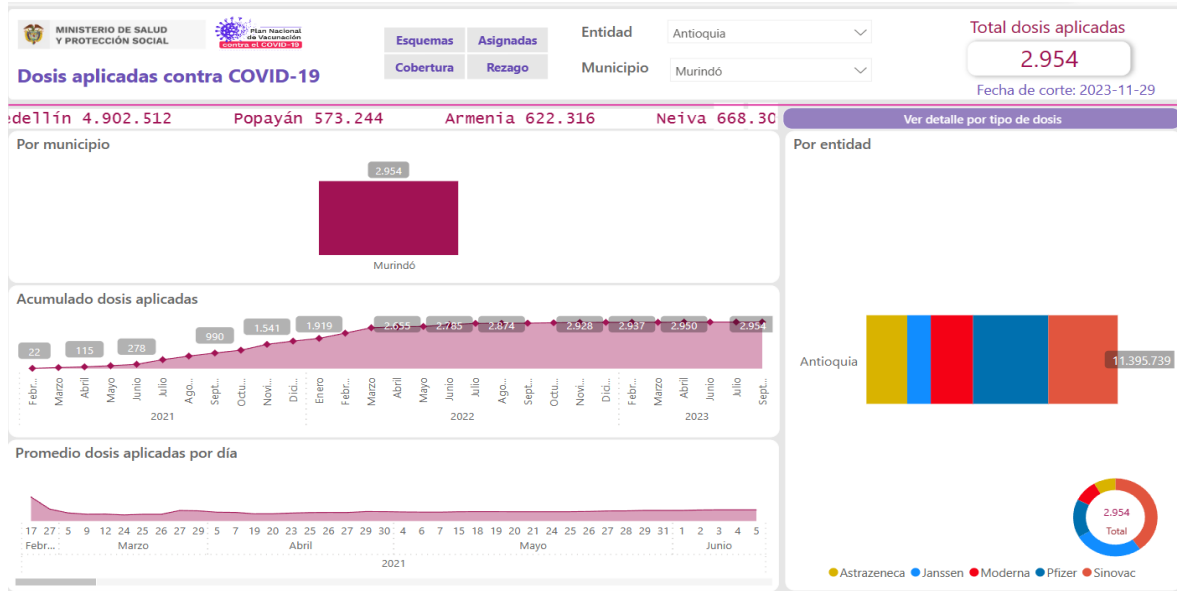 MINISTERIO DE SALUD
Y PROTECCIÓN SOCIAL
Plan Nacional
de Vacunación
contra el COVID-19
Dosis aplicadas contra COVID-19
Esquemas Asignadas
Cobertura Rezago
Entidad Antioquia
Municipio Murindó
Total dosis aplicadas
2.954
Fecha de corte: 2023-11-29
edellín 4.902.512 Popayán 573.244 Armenia 622.316 Neiva 668.30
Ver detalle por tipo de dosis
Por municipio
2.954
Murindó
Acumulado dosis aplicadas
22 115 278 990 1.541 1.919 2.655 2.785 2.874 2.928 2.937 2.950 2.954
Febr... Marzo Abril Mayo Junio Julio Ago... Sept... Octu... Novi... Dici... Enero Febr... Marzo Abril Mayo Junio Julio Ago... Sept... Octu... Novi... Dici... Febr... Marzo Abril Junio Julio Sept...
2021 2022 2023
Promedio dosis aplicadas por día
17 27 5 9 12 24 25 26 27 29 5 7 19 20 23 25 26 27 29 30 4 6 7 15 18 19 20 21 24 25 26 27 28 29 31 1 2 3 4 5
Febr... Marzo Abril Mayo Junio
2021
Por entidad
Antioquia
11.395.739
2.954
Total
Astrazeneca Janssen Moderna Pfizer Sinovac